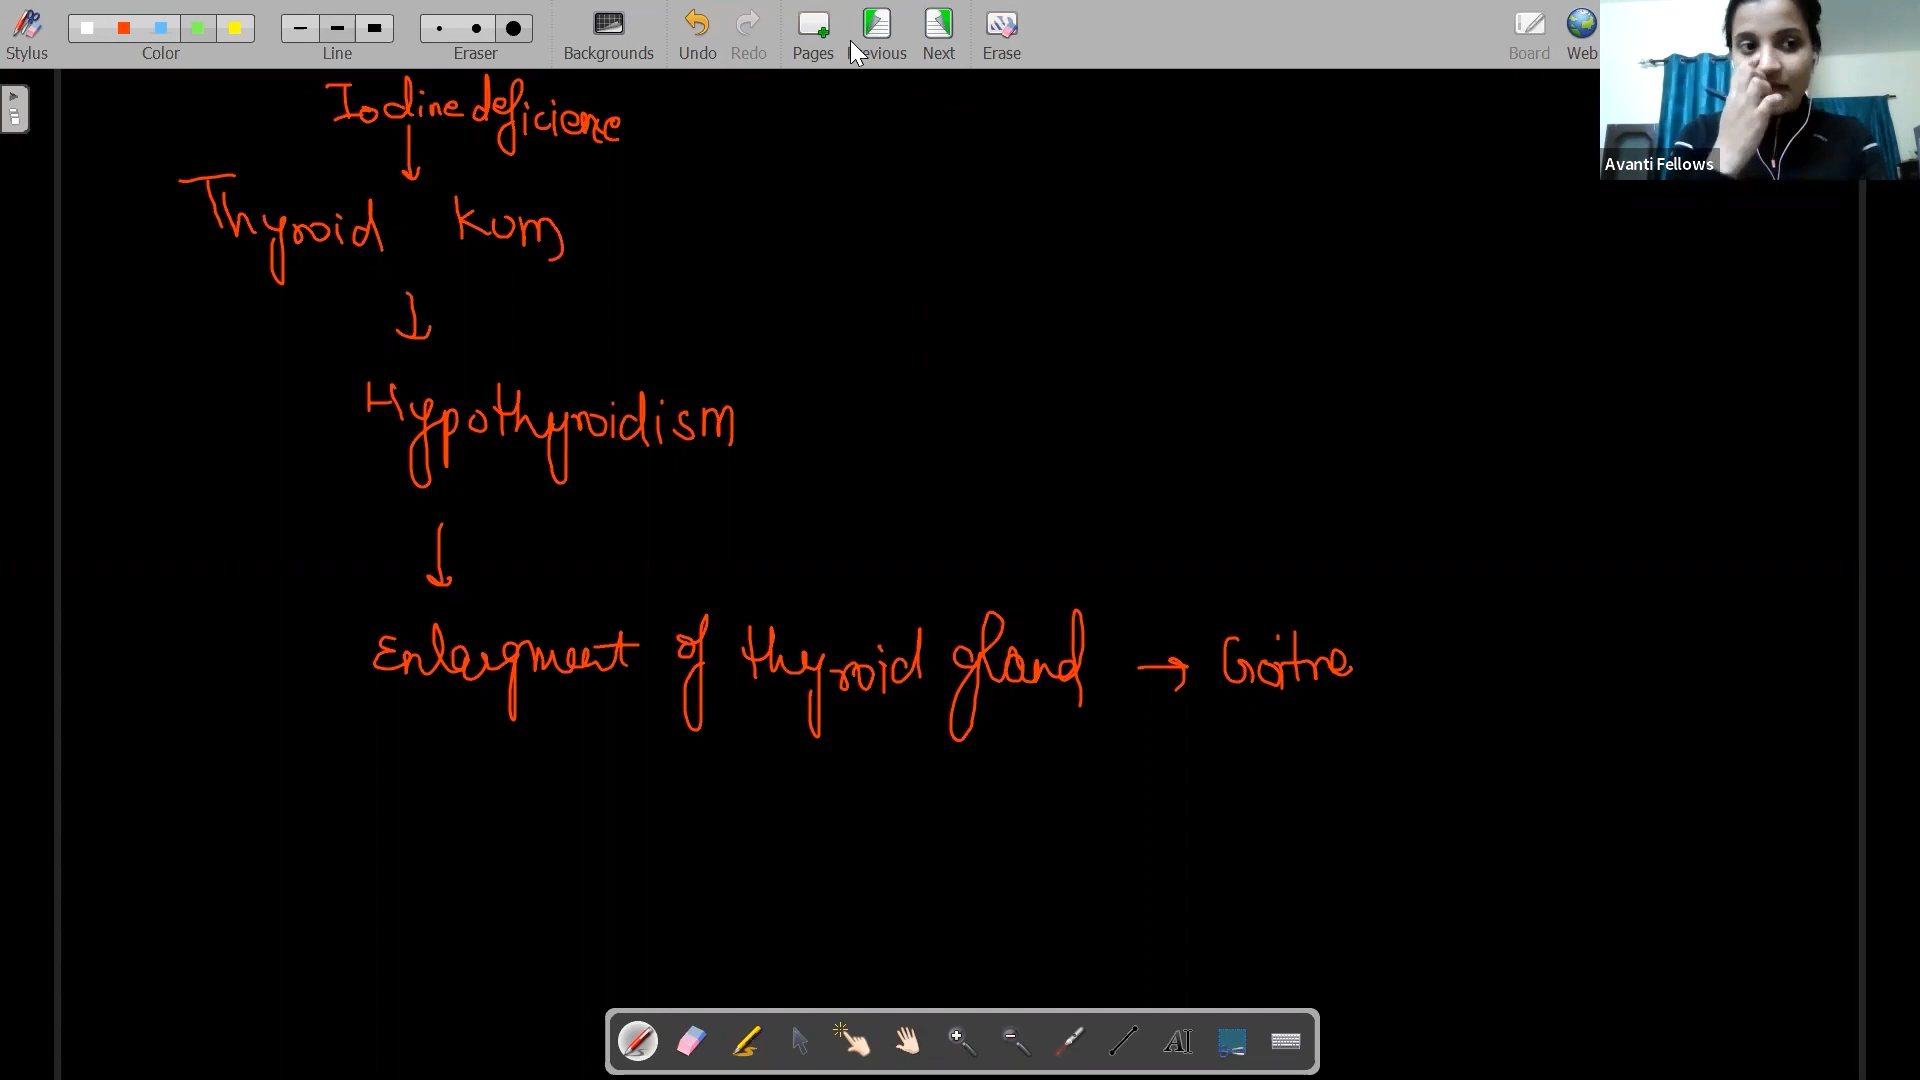 Stylus Color Line Eraser Backgrounds Undo Redo Pages Previous Next Erase Board Web
Avanti Fellows
Iodine deficience
Thyroid Kum
Hypothyroidism
Enlargment of thyroid gland → Goitre